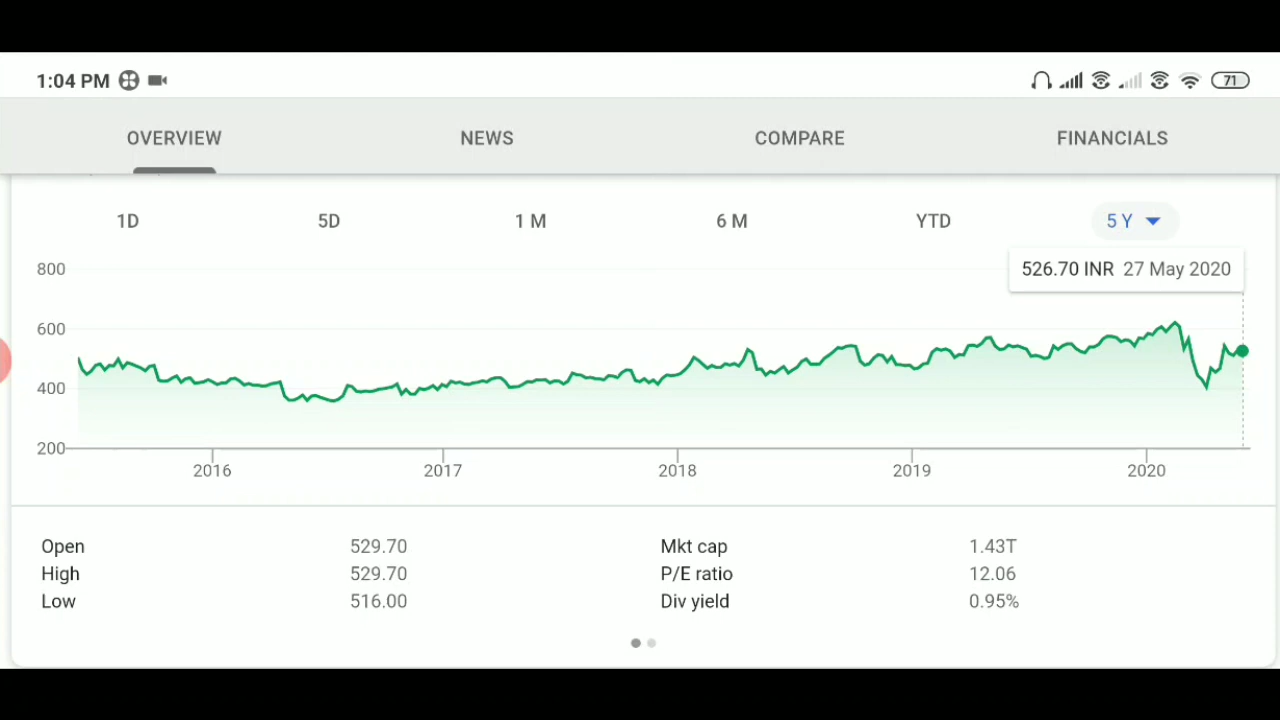 1:04 PM 71
OVERVIEW NEWS COMPARE FINANCIALS
1D 5D 1 M 6 M YTD 5 Y
526.70 INR 27 May 2020
800
600
400
200
2016 2017 2018 2019 2020
Open 529.70 Mkt cap 1.43T
High 529.70 P/E ratio 12.06
Low 516.00 Div yield 0.95%